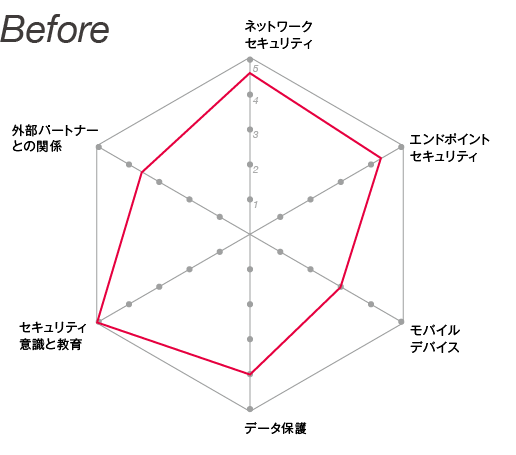 Before
ネットワーク
セキュリティ
5
4
3
2
1
エンドポイント
セキュリティ
外部パートナー
との関係
セキュリティ
意識と教育
モバイル
デバイス
データ保護